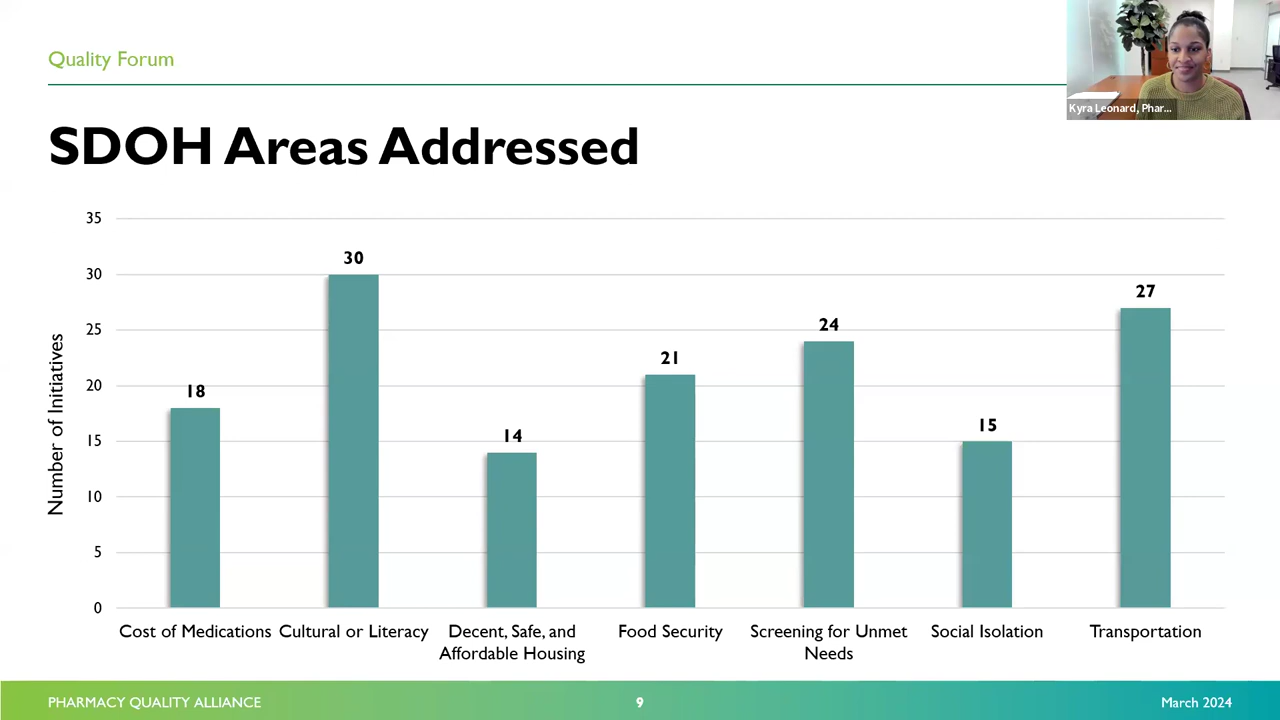 Quality Forum
Kyra Leonard, Phar...
SDOH Areas Addressed
35
30
25
20
15
10
5
0
Number of Initiatives
18
30
14
21
24
15
27
Cost of Medications
Cultural or Literacy
Decent, Safe, and
Affordable Housing
Food Security
Screening for Unmet
Needs
Social Isolation
Transportation
PHARMACY QUALITY ALLIANCE
9
March 2024